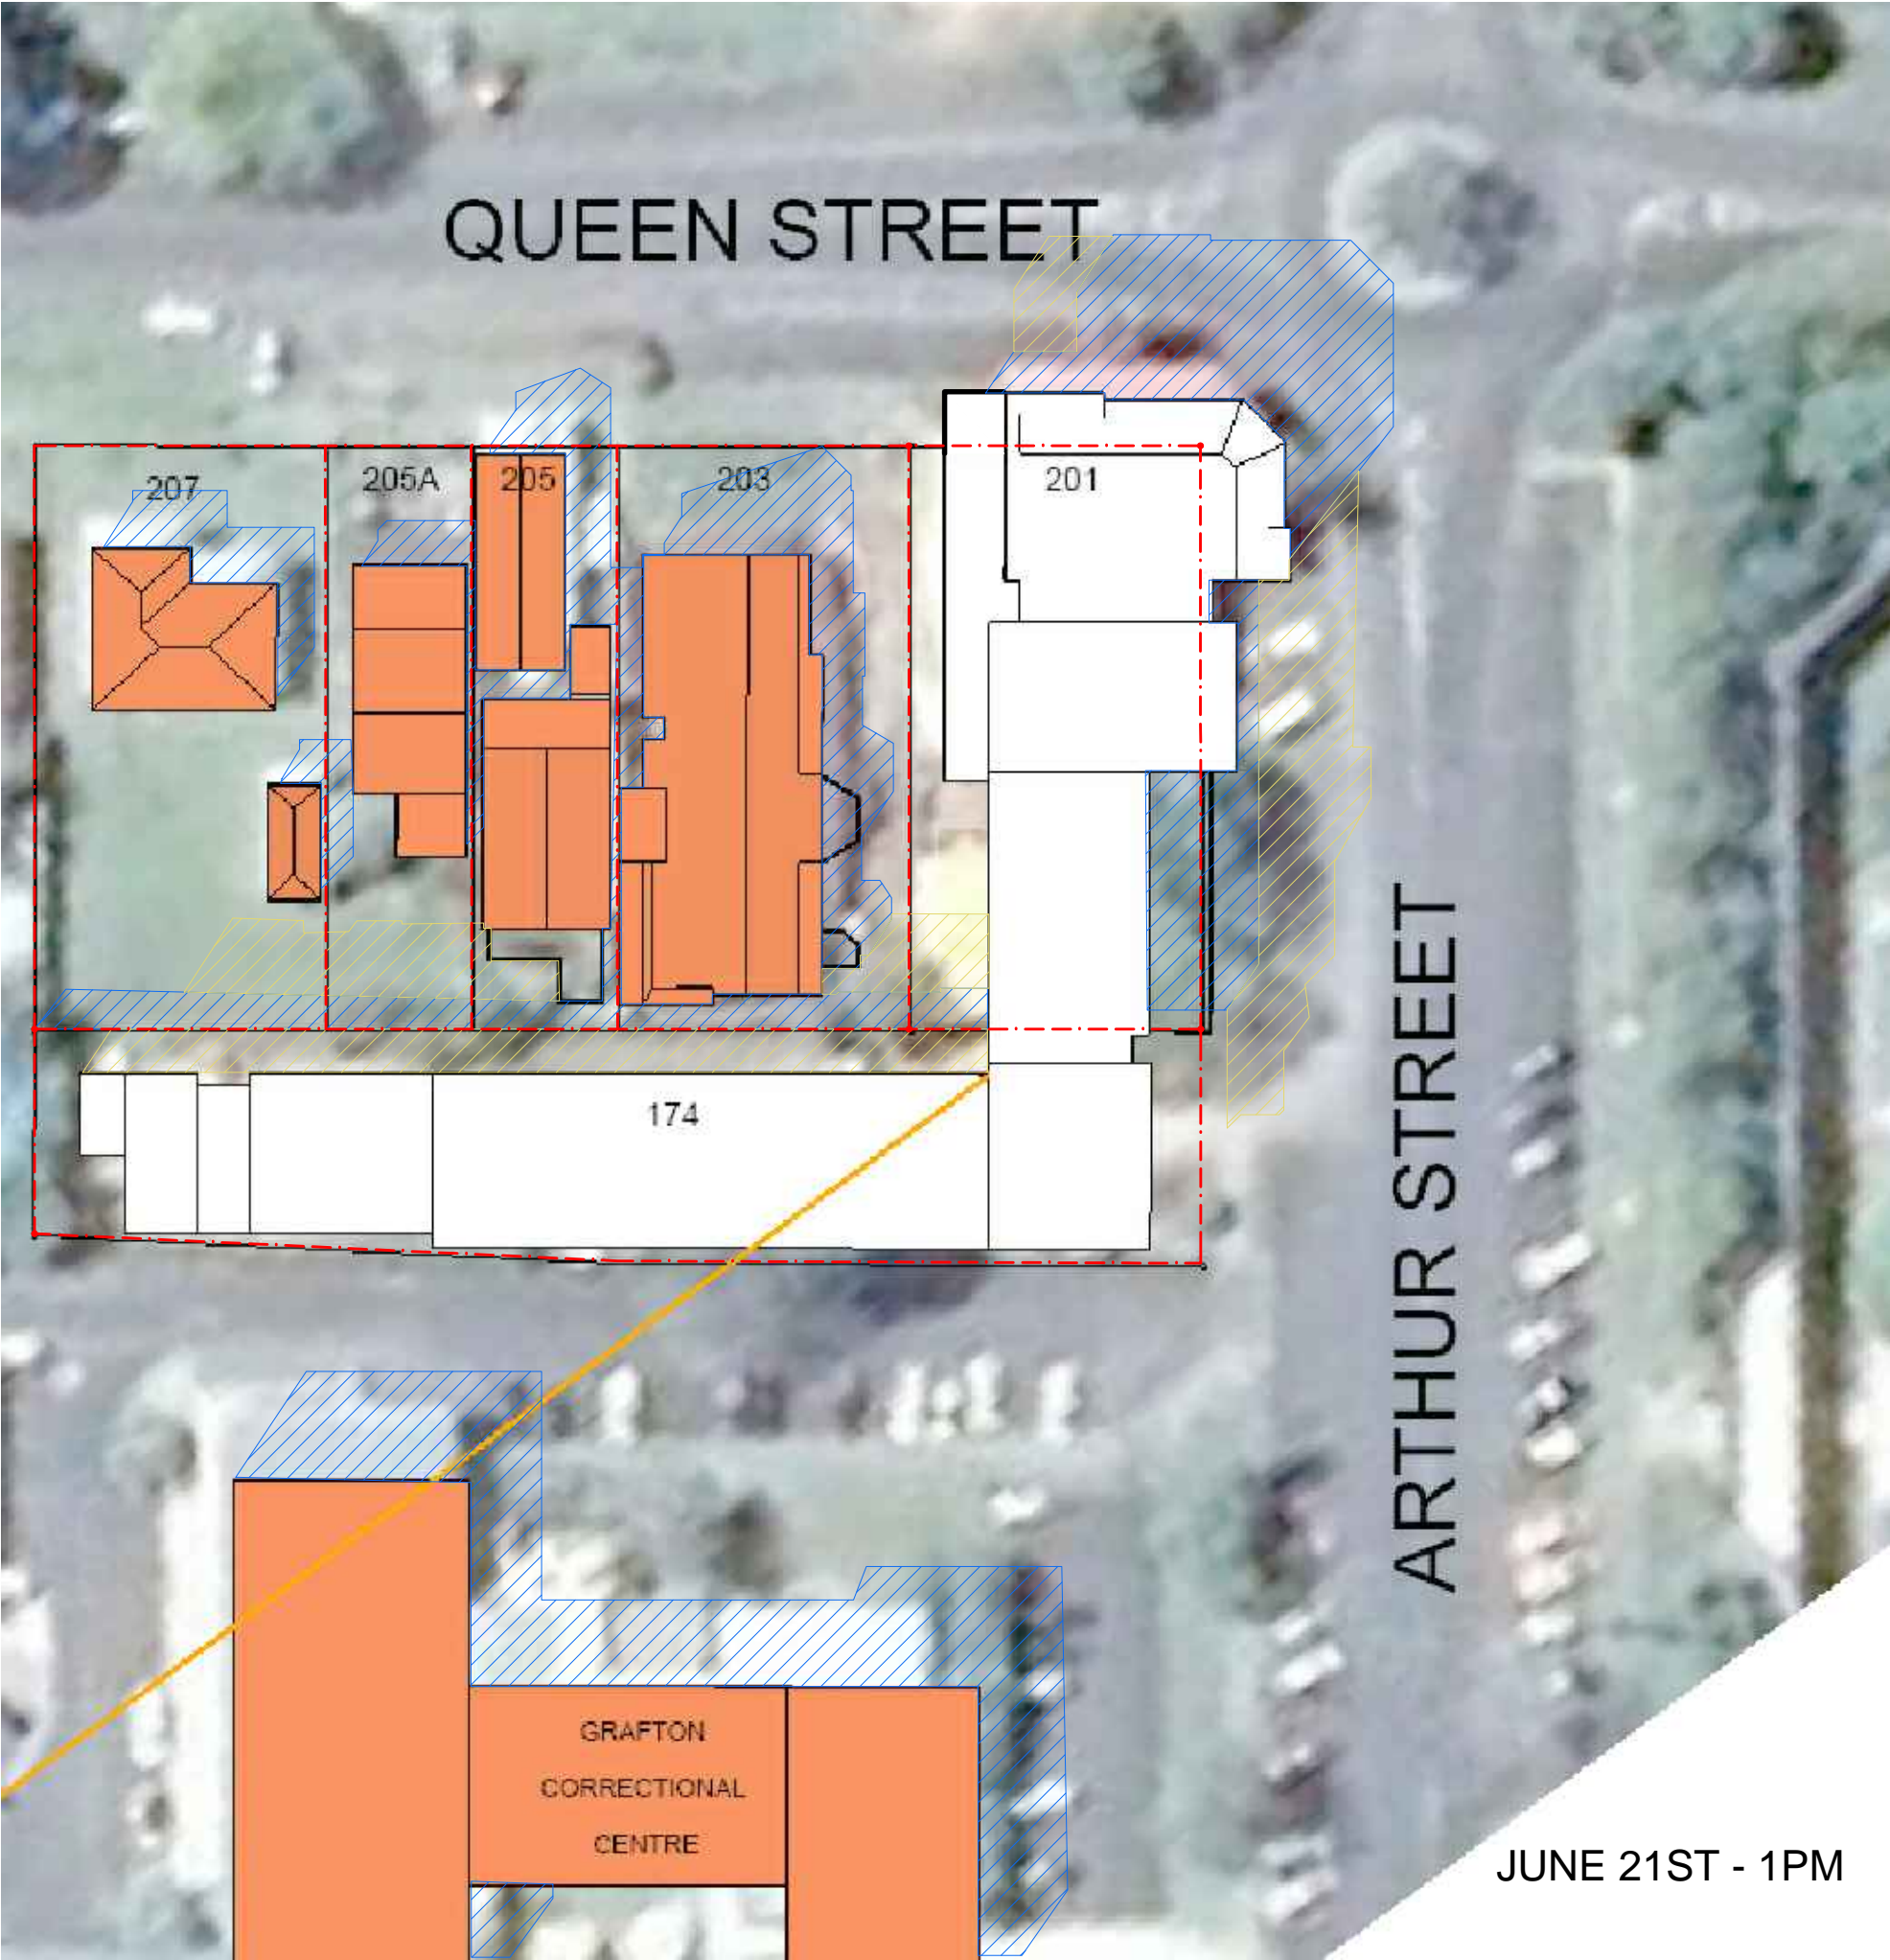 QUEEN STREET
207
205A
205
203
201
174
ARTHUR STREET
GRAFTON
CORRECTIONAL
CENTRE
JUNE 21ST - 1PM